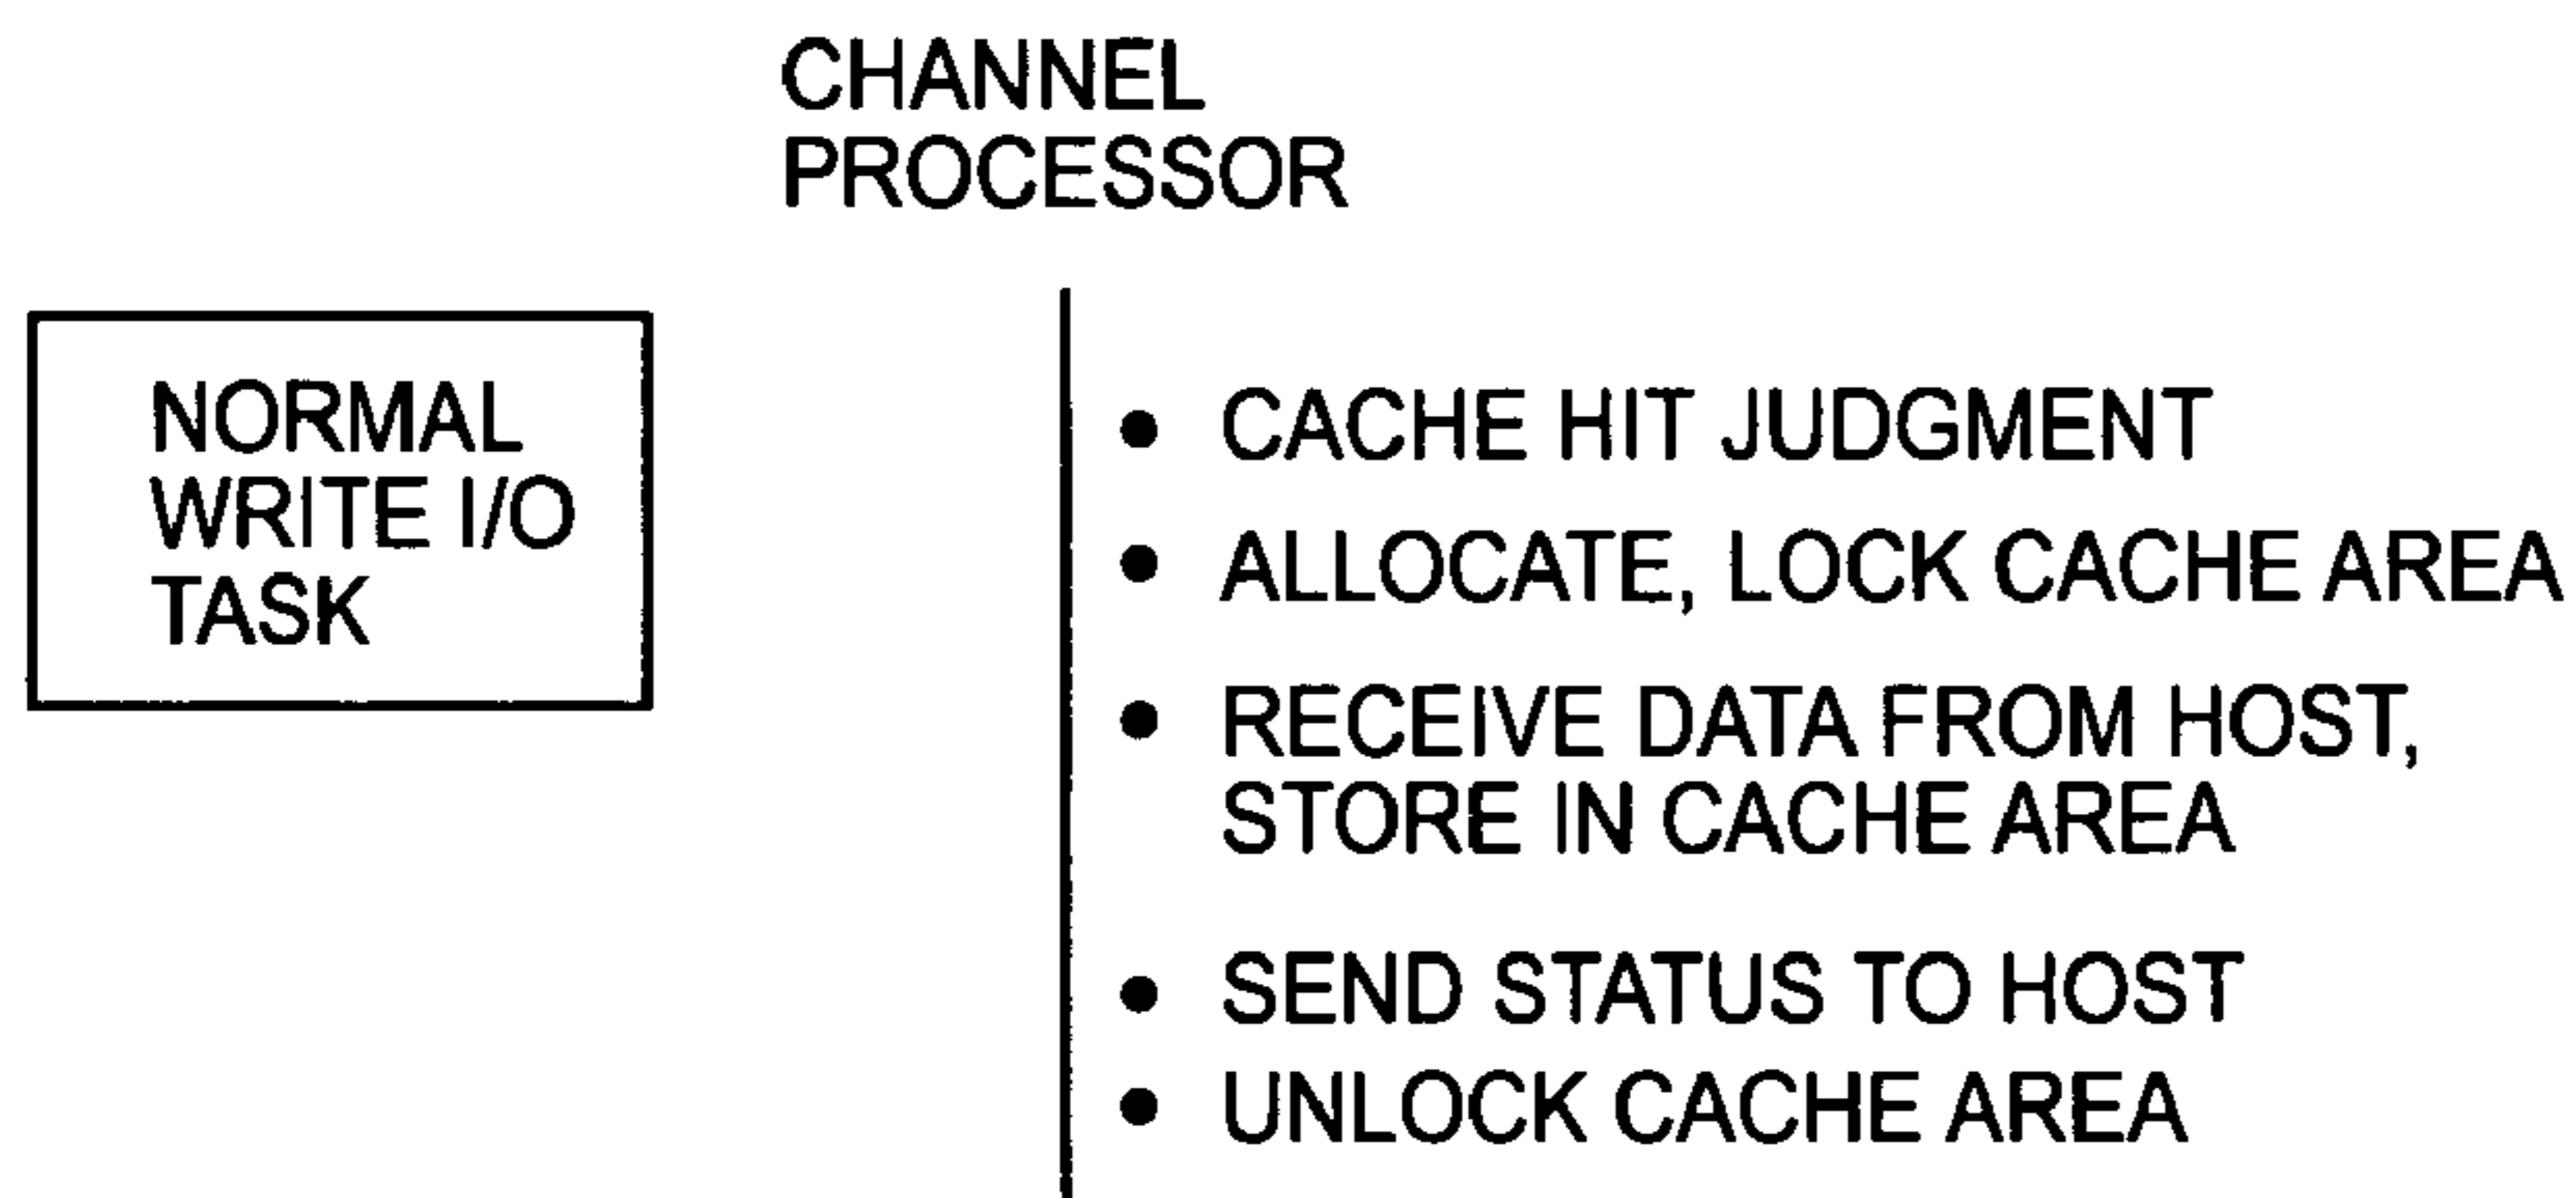 CHANNEL
PROCESSOR
NORMAL
WRITE I/O
TASK
• CACHE HIT JUDGMENT
• ALLOCATE, LOCK CACHE AREA
• RECEIVE DATA FROM HOST,
STORE IN CACHE AREA
• SEND STATUS TO HOST
• UNLOCK CACHE AREA